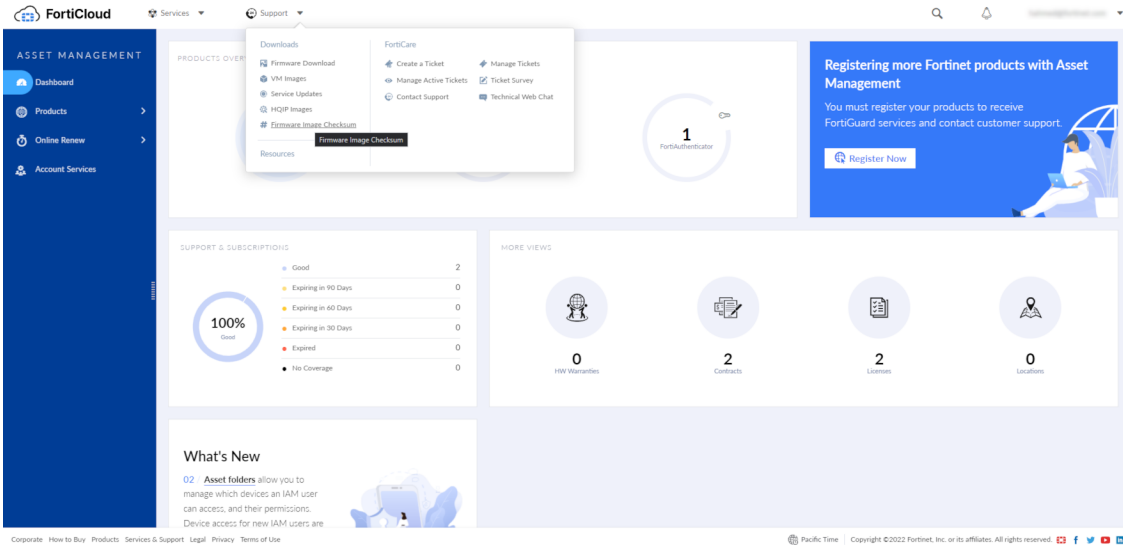 FortiCloud
Services
Support
ASSET MANAGEMENT
Dashboard
Products
Online Renew
Account Services
Downloads
Firmware Download
VM Images
Service Updates
HQIP Images
Firmware Image Checksum
Firmware Image Checksum
Resources
FortiCare
Create a Ticket
Manage Tickets
Manage Active Tickets
Ticket Survey
Contact Support
Technical Web Chat
PRODUCTS
1
FortiAuthenticator
Registering more Fortinet products with Asset
Management
You must register your products to receive
FortiGuard services and contact customer support.
Register Now
SUPPORT & SUBSCRIPTIONS
100%
Good
Good 2
Expiring in 90 Days 0
Expiring in 60 Days 0
Expiring in 30 Days 0
Expired 0
No Coverage 0
MORE VIEWS
0
HW Warranties
2
Contracts
2
Licenses
0
Locations
What's New
02 Asset folders allow you to
manage which devices an IAM user
can access, and their permissions.
Device access for new IAM users are
Corporate How to Buy Products Services & Support Legal Privacy Terms of Use
Pacific Time Copyright ©2022 Fortinet, Inc. or its affiliates. All rights reserved.